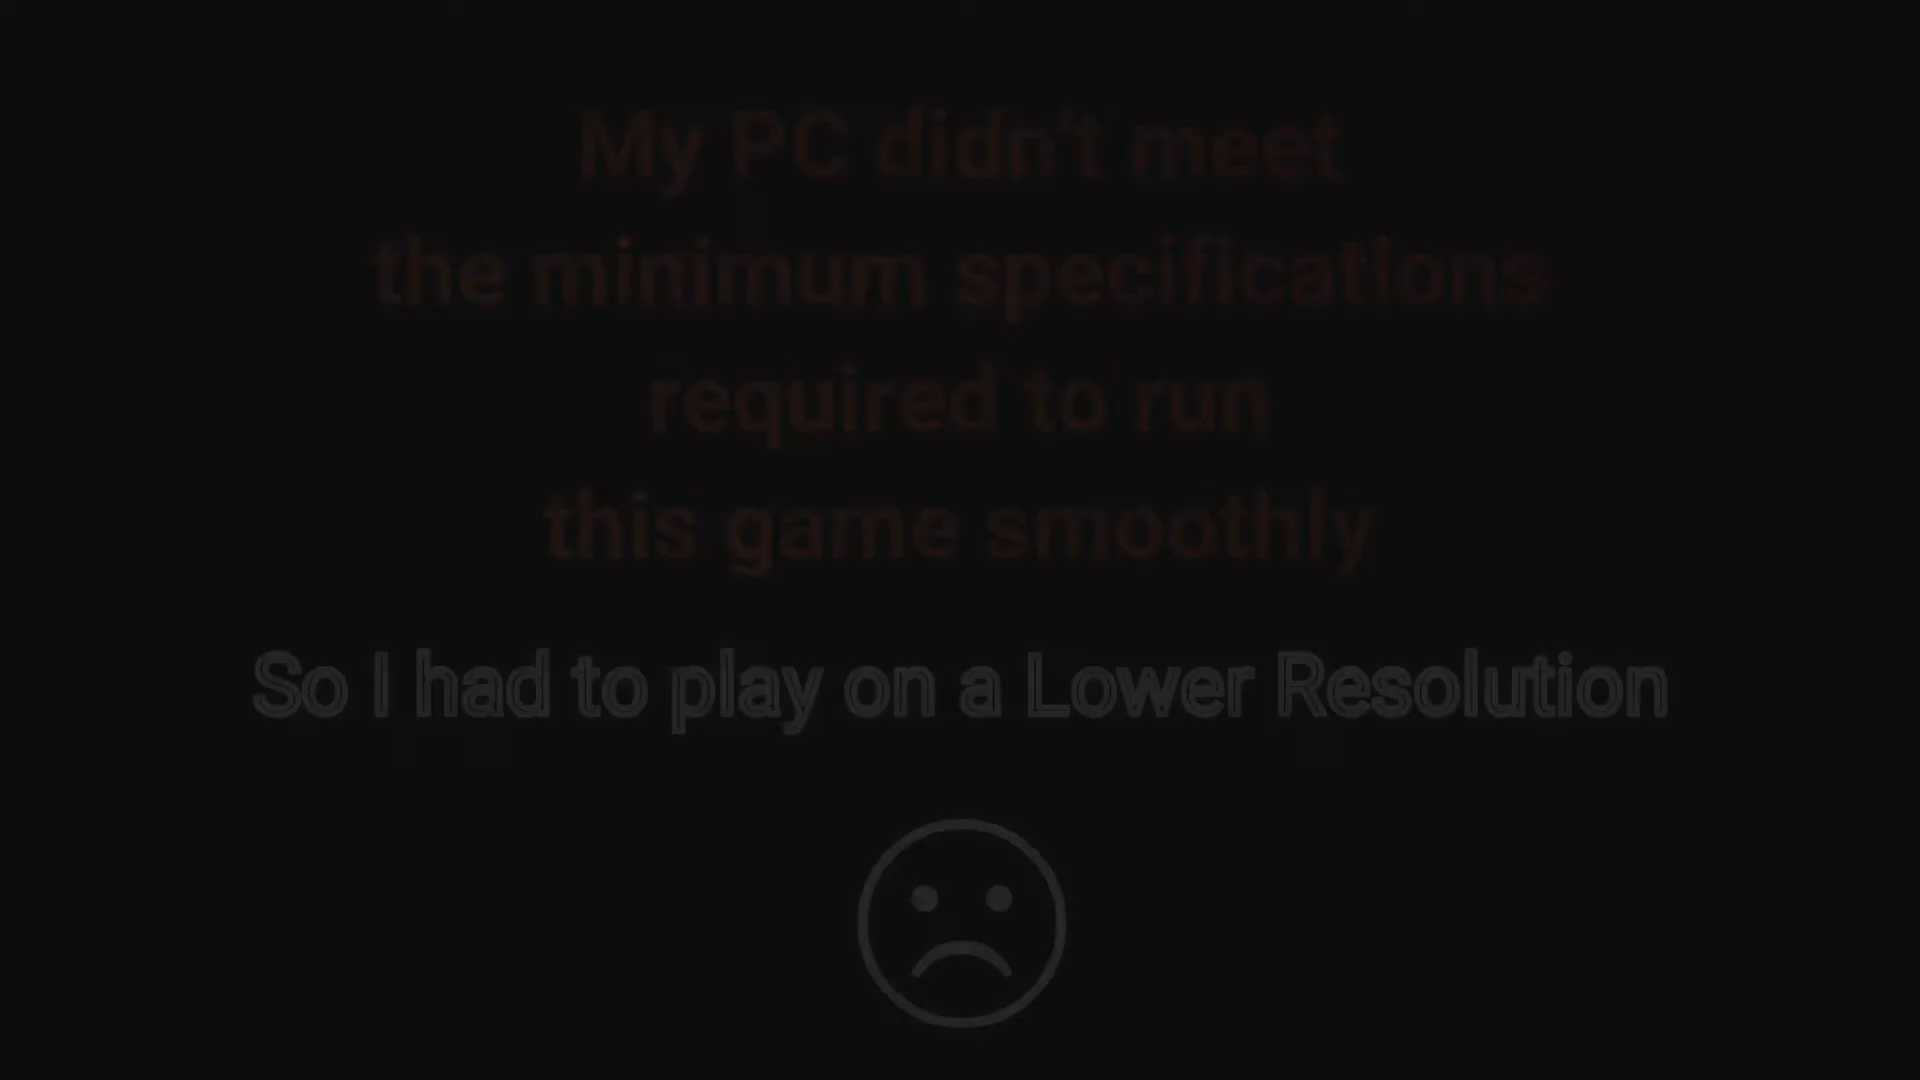 My PC didn't meet
the minimum specifications
required to run
this game smoothly
So I had to play on a Lower Resolution